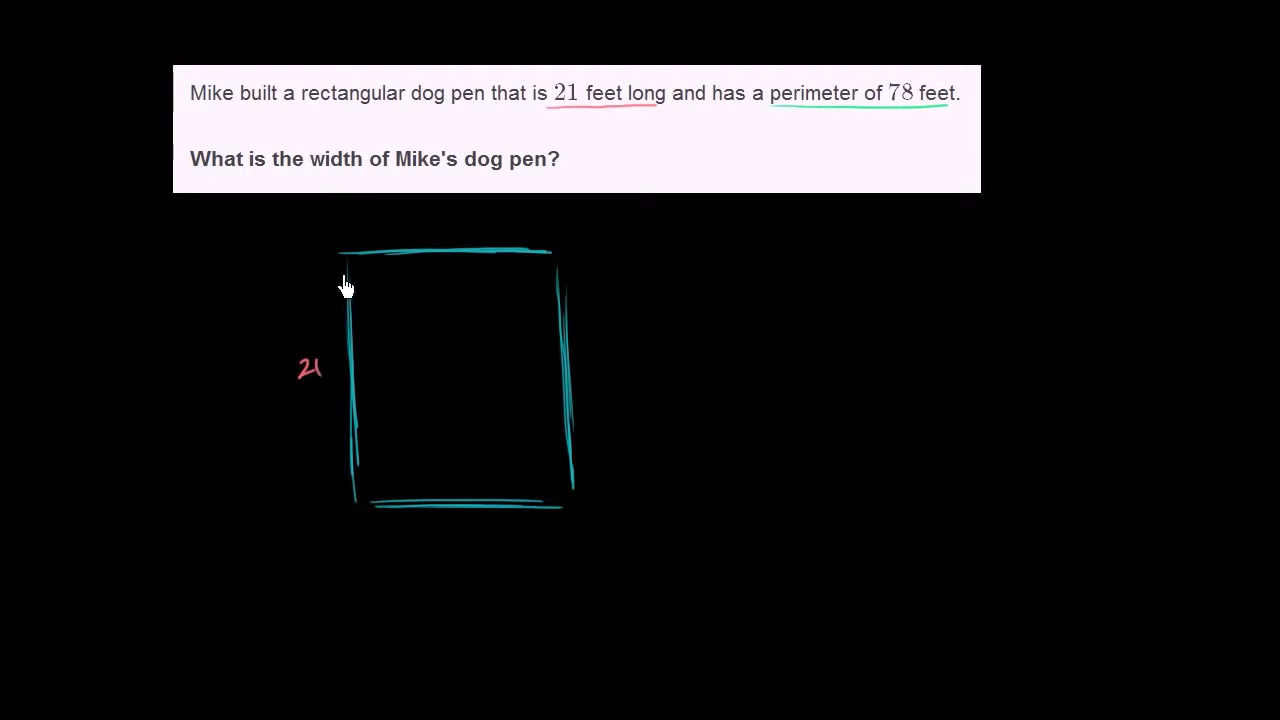 Mike built a rectangular dog pen that is 21 feet long and has a perimeter of 78 feet.
What is the width of Mike's dog pen?
21